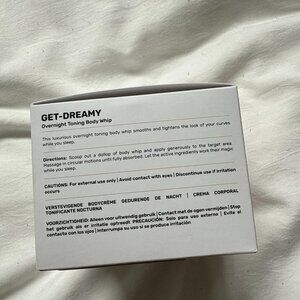 GET-DREAMY
Overnight Toning Body Whip
This luxurious overnight toning body whip smooths and tightens the look of your curves
while you sleep.
Directions: Scoop out a dollop of body whip and apply generously to the target area.
Massage in circular motions until fully absorbed. Let the active ingredients work their magic
while you sleep.
CAUTIONS: For external use only | Avoid contact with eyes | Discontinue use if irritation
occurs
VERSTEVIGENDE BODYCRÈME GEDURENDE DE NACHT | CREMA CORPORAL
TONIFICANTE NOCTURNA
VOORZICHTIGHEID: Alleen voor uitwendig gebruik | Contact met de ogen vermijden | Stop
het gebruik als er irritatie optreedt PRECAUCIÓN: Solo para uso externo | Evite el
contacto con los ojos | Interrumpa su uso si se produce irritación